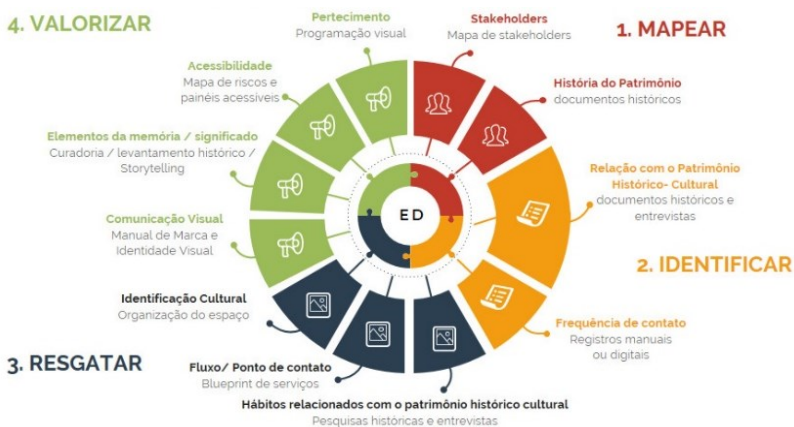 4. VALORIZAR
Pertecimento
Programação visual
Stakeholders
Mapa de stakeholders
1. MAPEAR
Acessibilidade
Mapa de riscos e
painéis acessíveis
História do Patrimônio
documentos históricos
Elementos da memória / significado
Curadoria / levantamento histórico /
Storytelling
Relação com o Patrimônio
Histórico- Cultural
documentos históricos e
entrevistas
ED
Comunicação Visual
Manual de Marca e
Identidade Visual
2. IDENTIFICAR
Identificação Cultural
Organização do espaço
Frequência de contato
Registros manuais
ou digitais
3. RESGATAR
Fluxo/ Ponto de contato
Blueprint de serviços
Hábitos relacionados com o patrimônio histórico cultural
Pesquisas históricas e entrevistas